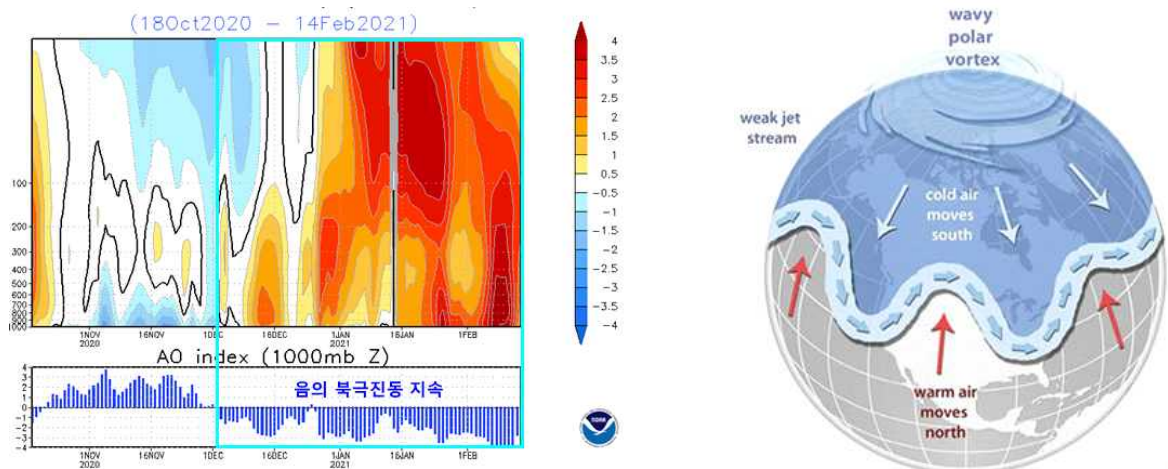 (18Oct2020 – 14Feb2021)
100
200
300
400
500
600
700
800
1000
1NOV
2020
16NOV
1DEC
16DEC
1JAN
2021
16JAN
1FEB
4
3.5
3
2.5
2
1.5
1
0.5
-0.5
-1
-1.5
-2
-2.5
-3
-3.5
-4
AO index (1000mb Z)
음의 북극진동 지속
4
3
2
1
0
-1
-2
-3
-4
1NOV
2020
16NOV
1DEC
16DEC
1JAN
2021
16JAN
1FEB
wavy
polar
vortex
weak jet
stream
cold air
moves
south
warm air
moves
north